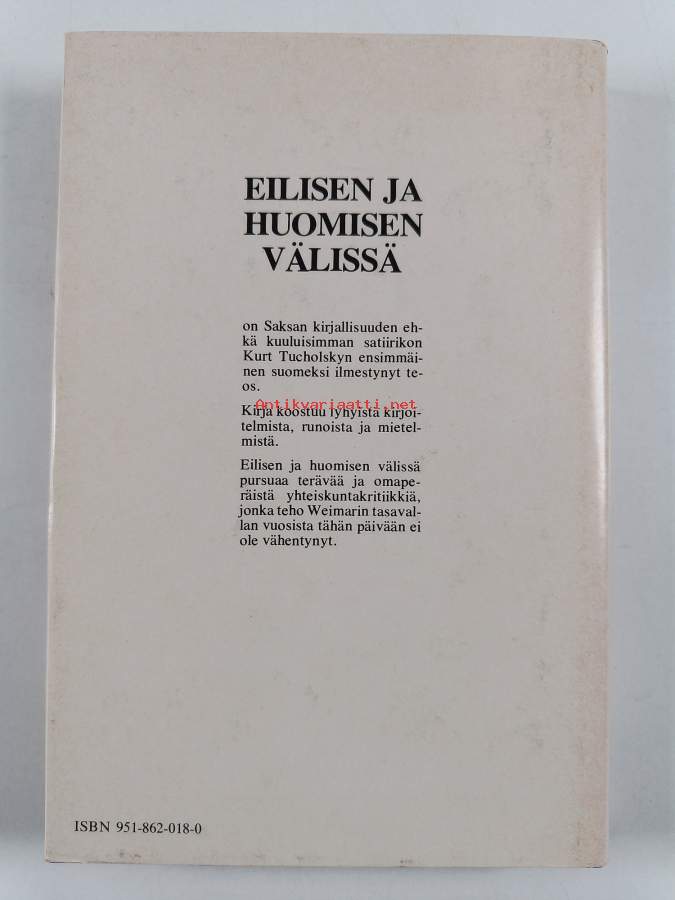 EILISEN JA
HUOMISEN
VÄLISSÄ
on Saksan kirjallisuuden eh-
kä kuuluisimman satiirikon
Kurt Tucholskyn ensimmäi-
nen suomeksi ilmestynyt te-
os.
Antikvariaatti.net
Kirja koostuu lyhyistä kirjoi-
telmista, runoista ja mietel-
mistä.
Eilisen ja huomisen välissä
pursuaa terävää ja omape-
räistä yhteiskuntakritiikkiä,
jonka teho Weimarin tasaval-
lan vuosista tähän päivään ei
ole vähentynyt.
ISBN 951-862-018-0